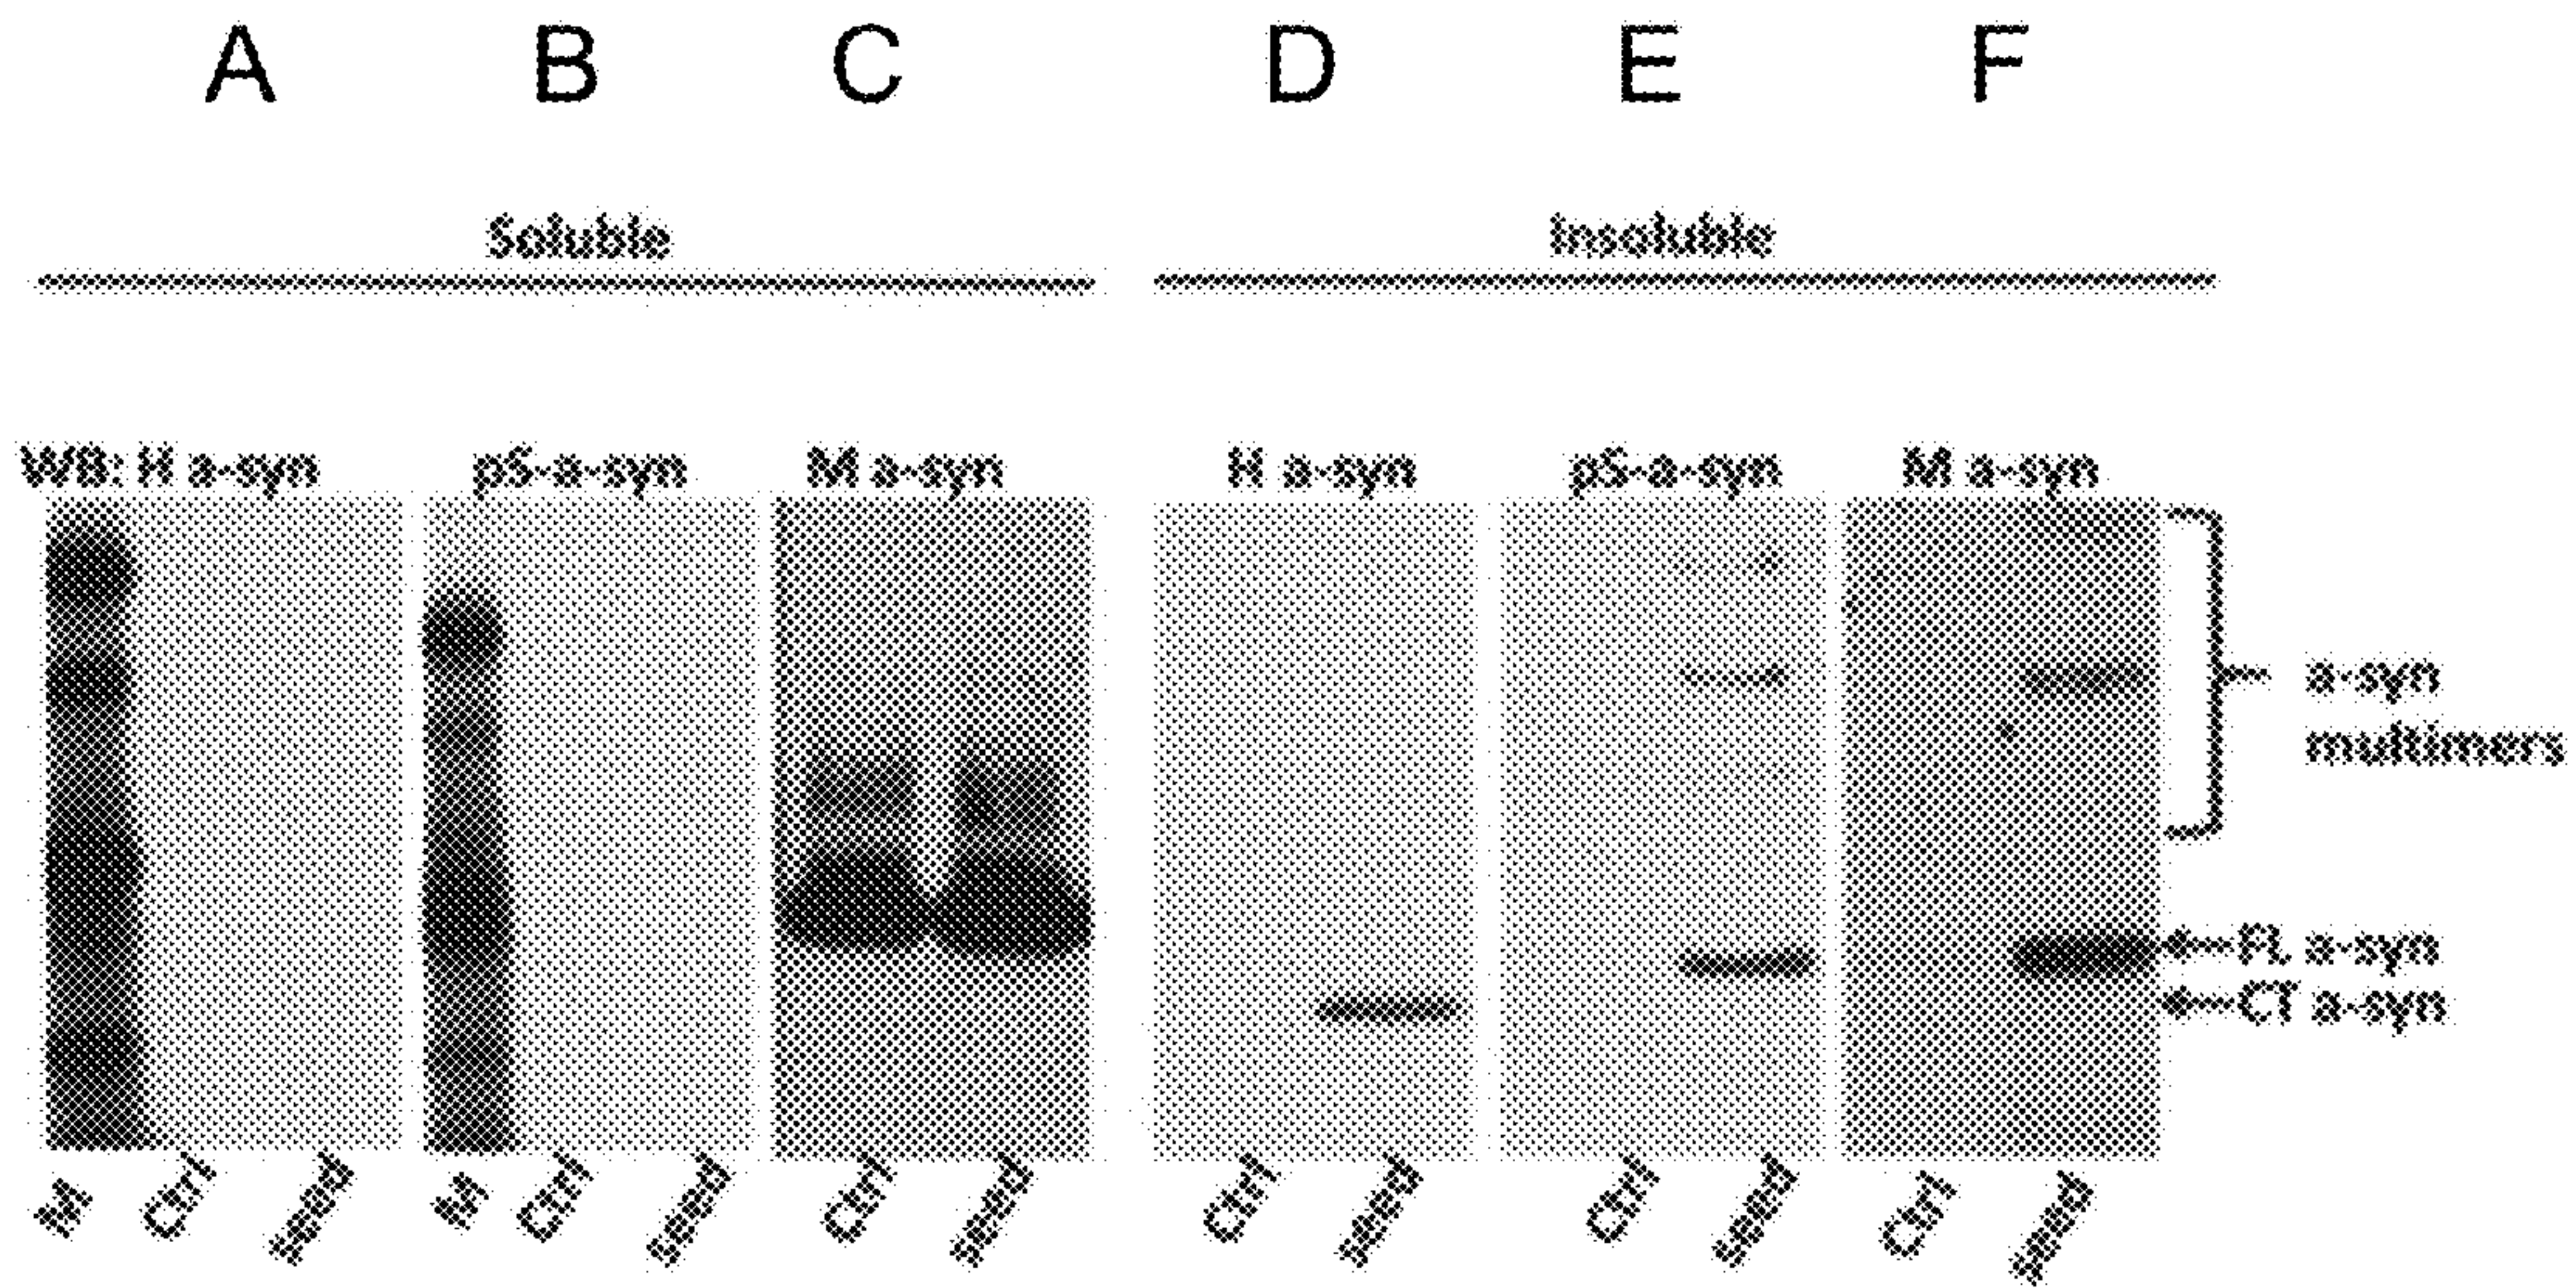 A B C D E F
Soluble Insoluble
WB: H a-syn pS-a-syn M a-syn H a-syn pS-a-syn M a-syn
a-syn
multimers
FL a-syn
CT a-syn
M Ctrl seed M Ctrl seed Ctrl seed Ctrl seed Ctrl seed Ctrl seed